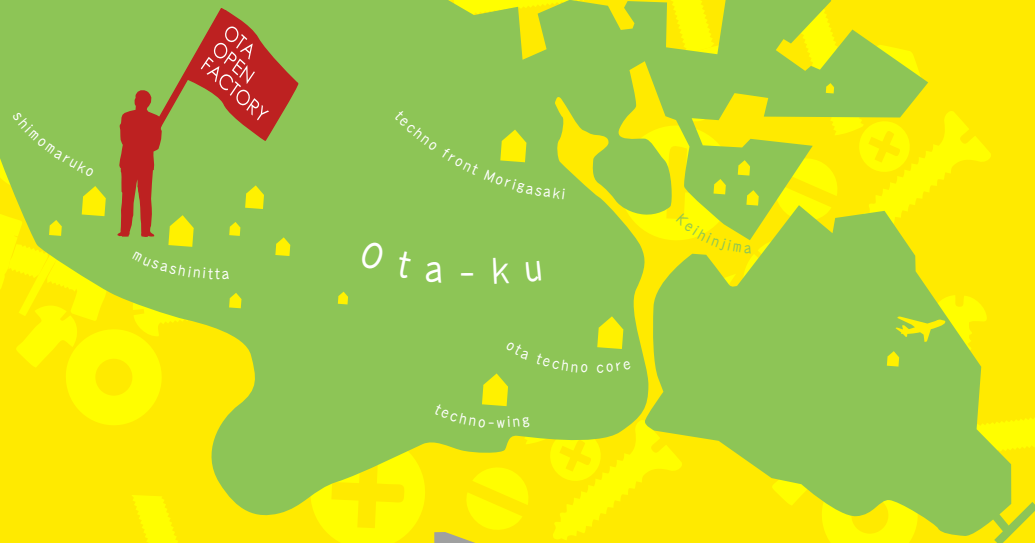 OTA
OPEN
FACTORY
shimomaruko
techno front Morigasaki
Keihinjima
musashinitta
Ota-ku
ota techno core
techno-wing